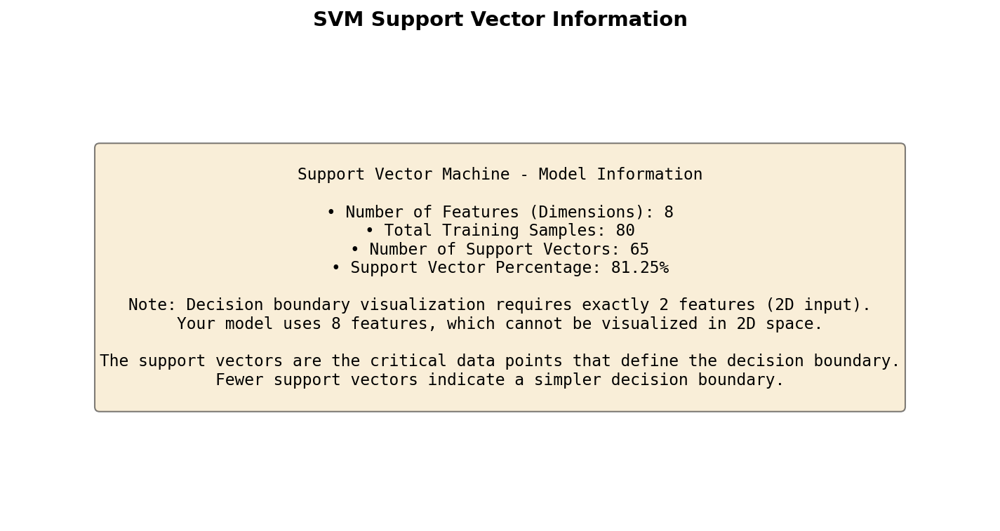 SVM Support Vector Information
Support Vector Machine - Model Information
• Number of Features (Dimensions): 8
• Total Training Samples: 80
• Number of Support Vectors: 65
• Support Vector Percentage: 81.25%
Note: Decision boundary visualization requires exactly 2 features (2D input).
Your model uses 8 features, which cannot be visualized in 2D space.
The support vectors are the critical data points that define the decision boundary.
Fewer support vectors indicate a simpler decision boundary.